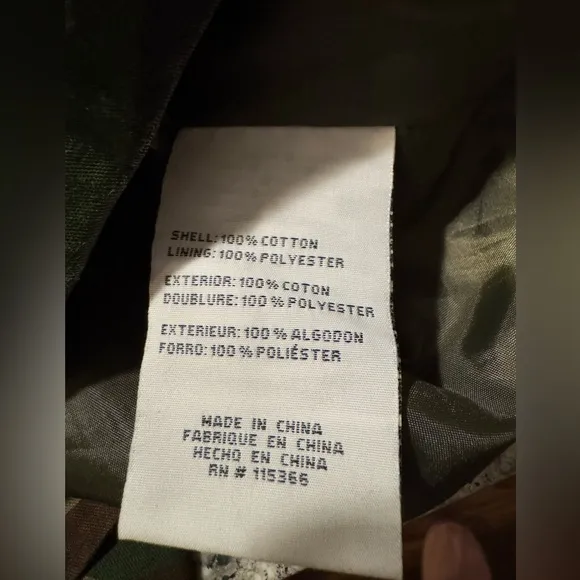 SHELL: 100% COTTON
LINING: 100% POLYESTER
EXTERIOR: 100% COTON
DOUBLURE: 100% POLYESTER
EXTERIEUR: 100% ALGODON
FORRO: 100% POLIÉSTER
MADE IN CHINA
FABRIQUE EN CHINA
HECHO EN CHINA
RN # 115366